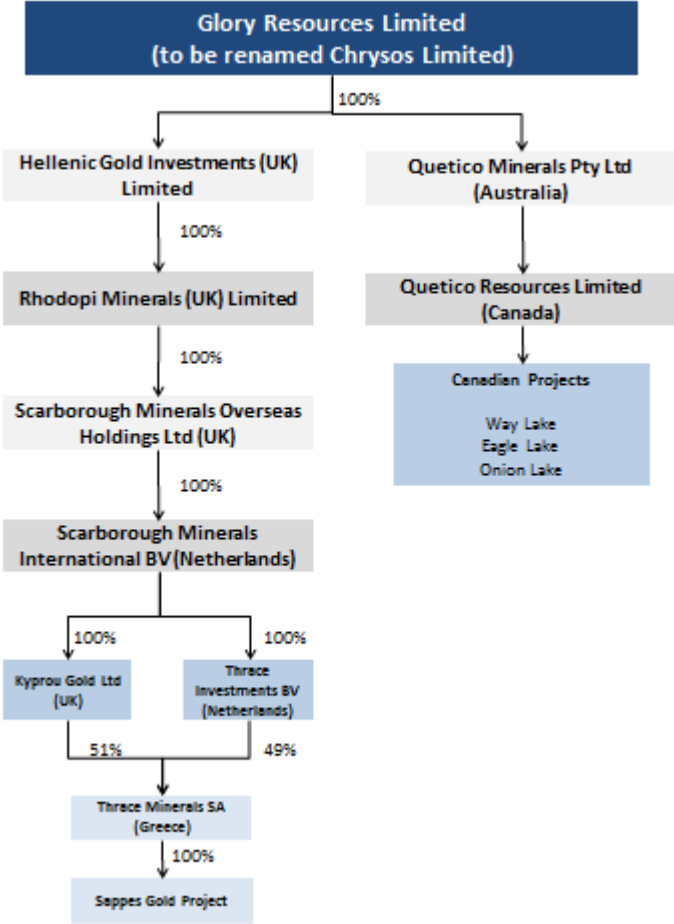 Glory Resources Limited
(to be renamed Chrysos Limited)
100%
Hellenic Gold Investments (UK)
Limited
Quetico Minerals Pty Ltd
(Australia)
100%
Rhodopi Minerals (UK) Limited
Quetico Resources Limited
(Canada)
100%
Canadian Projects
Way Lake
Eagle Lake
Onion Lake
Scarborough Minerals Overseas
Holdings Ltd (UK)
100%
Scarborough Minerals
International BV (Netherlands)
100%
100%
Kyprou Gold Ltd
(UK)
Thrace
Investments BV
(Netherlands)
51%
49%
Thrace Minerals SA
(Greece)
100%
Sappes Gold Project